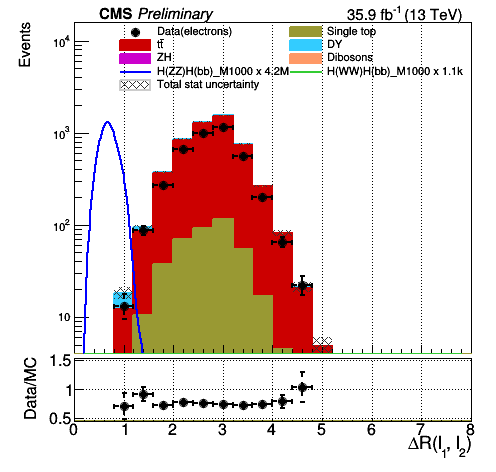 CMS Preliminary 35.9 fb⁻¹ (13 TeV)
Events
Data(electrons) Single top
tt̄ DY
ZH Dibosons
H(ZZ)H(bb)_M1000 x 4.2M H(WW)H(bb)_M1000 x 1.1k
Total stat uncertainty
10⁴
10³
10²
10
Data/MC
1.5
1
0.5
0 1 2 3 4 5 6 7 8
ΔR(l₁, l₂)